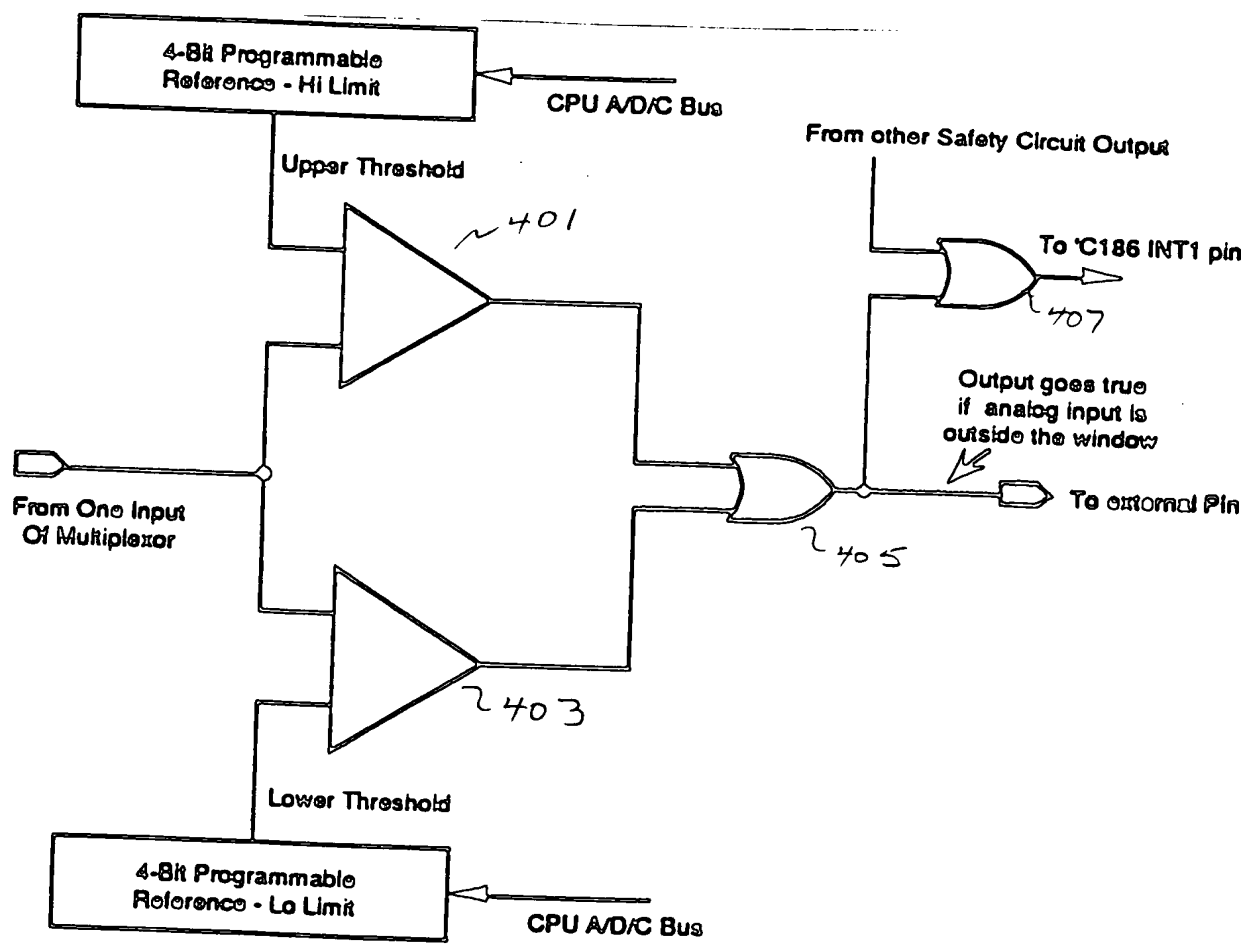 4-Bit Programmable
Reference - Hi Limit
CPU A/D/C Bus
From other Safety Circuit Output
Upper Threshold
401
To 'C186 INT1 pin
407
Output goes true
if analog input is
outside the window
From One Input
Of Multiplexor
To external Pin
405
403
Lower Threshold
4-Bit Programmable
Reference - Lo Limit
CPU A/D/C Bus